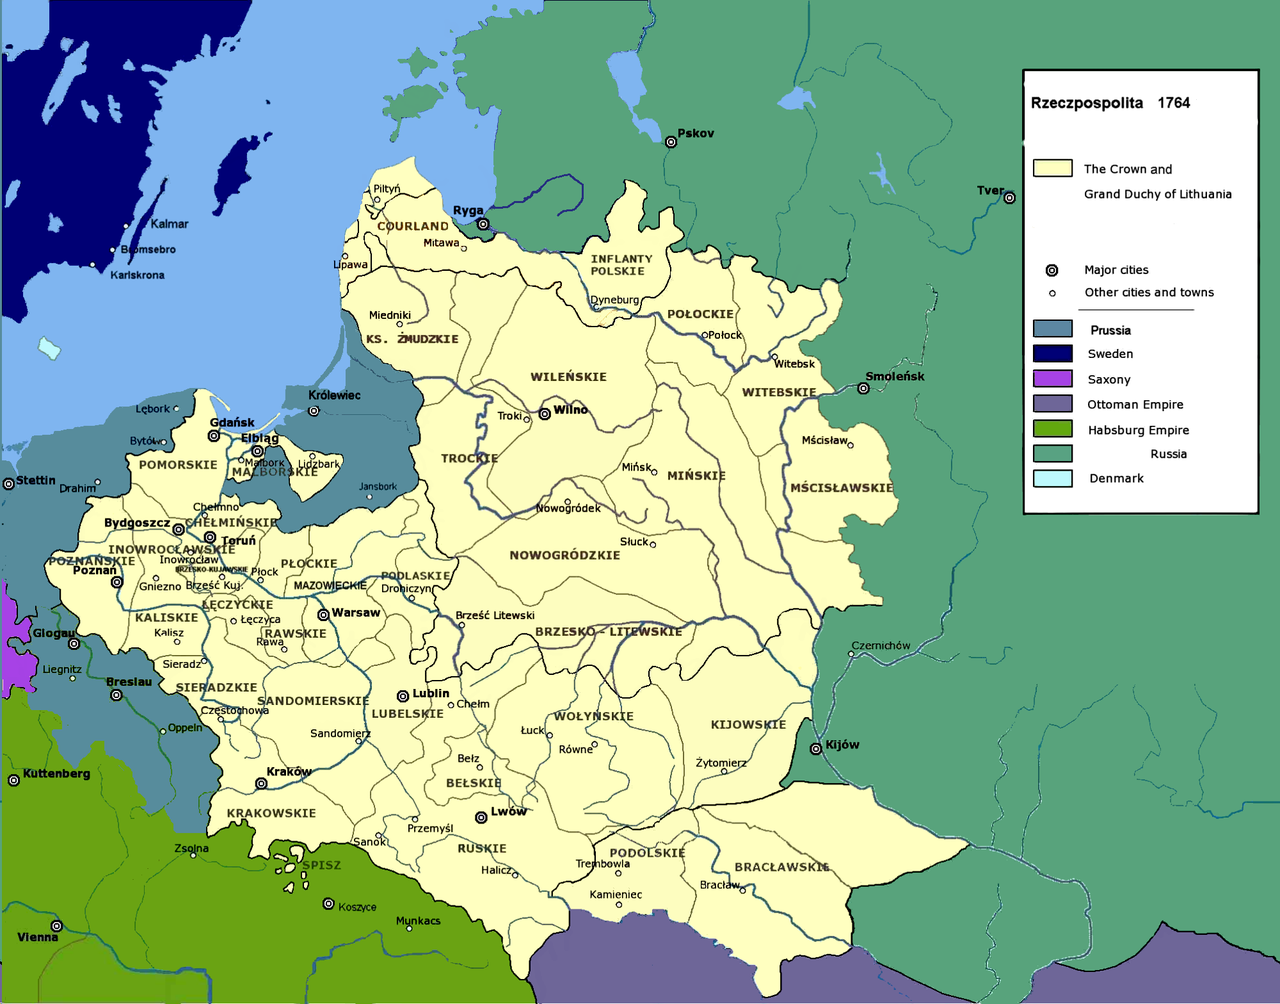 Rzeczpospolita 1764
The Crown and
Grand Duchy of Lithuania
Major cities
Other cities and towns
Prussia
Sweden
Saxony
Ottoman Empire
Habsburg Empire
Russia
Denmark
Pskov
Tver
Piltyń
Ryga
COURLAND
Kalmar
Mitawa
Bromsebro
Lipawa
INFLANTY
POLSKIE
Karlskrona
Dyneburg
Miedniki
POŁOCKIE
Połock
KS. ŻMUDZKIE
Witebsk
WILEŃSKIE
Smoleńsk
WITEBSKIE
Królewiec
Lębork
Troki
Wilno
Gdańsk
Bytów
Elbląg
Mścisław
TROCKIE
POMORSKIE
Malbork
Lidzbark
MALBORSKIE
Mińsk
MIŃSKIE
Stettin
Drahim
Jansbork
MŚCISŁAWSKIE
Chełmno
Nowogródek
Bydgoszcz
CHEŁMIŃSKIE
Toruń
Słuck
INOWROCŁAWSKIE
NOWOGRÓDZKIE
POZNAŃSKIE
Inowrocław
PŁOCKIE
Poznań
BRZESKO-KUJAWSKIE
Płock
PODLASKIE
Gniezno
Brześć Kuj.
MAZOWIECKIE
Drohiczyn
ŁĘCZYCKIE
Warsaw
KALISKIE
Łęczyca
Brześć Litewski
Glogau
Kalisz
RAWSKIE
BRZESKO - LITEWSKIE
Rawa
Czernichów
Liegnitz
Sieradz
Breslau
SIERADZKIE
Lublin
SANDOMIERSKIE
Chełm
Częstochowa
LUBELSKIE
WOŁYŃSKIE
KIJOWSKIE
Oppeln
Sandomierz
Łuck
Równe
Kijów
Bełz
Żytomierz
Kuttenberg
Kraków
BEŁSKIE
KRAKOWSKIE
Lwów
Przemyśl
Sanok
Zsolna
RUSKIE
PODOLSKIE
SPISZ
Trembowla
BRACŁAWSKIE
Halicz
Bracław
Kamieniec
Koszyce
Munkacs
Vienna